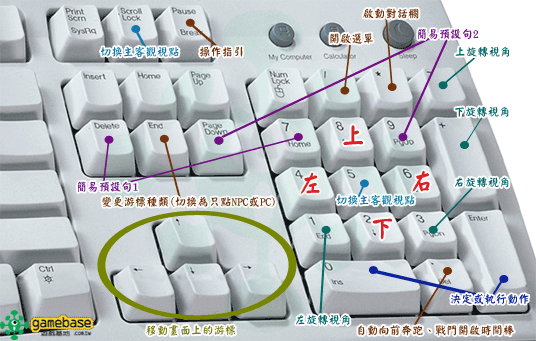 Print
Scrn
SysRq
Scroll
Lock
Pause
Break
切換主客觀視點
操作指引
開啟選單
啟動對話欄
簡易預設句2
上旋轉視角
My Computer
Calculator
Sleep
Insert
Home
Page
Up
Num
Lock
/
*
-
下旋轉視角
Delete
End
Page
Down
7
Home
8
上
9
PgUp
+
簡易預設句1
變更游標種類(切換為只點NPC或PC)
4
左
5
切換主客觀視點
6
右
右旋轉視角
↑
1
End
2
下
3
PgDn
Enter
Ctrl
←
↓
→
0
Ins
決定或執行動作
移動畫面上的游標
左旋轉視角
自動向前奔跑、戰鬥開啟時間棒
gamebase
遊戲基地
.com.tw